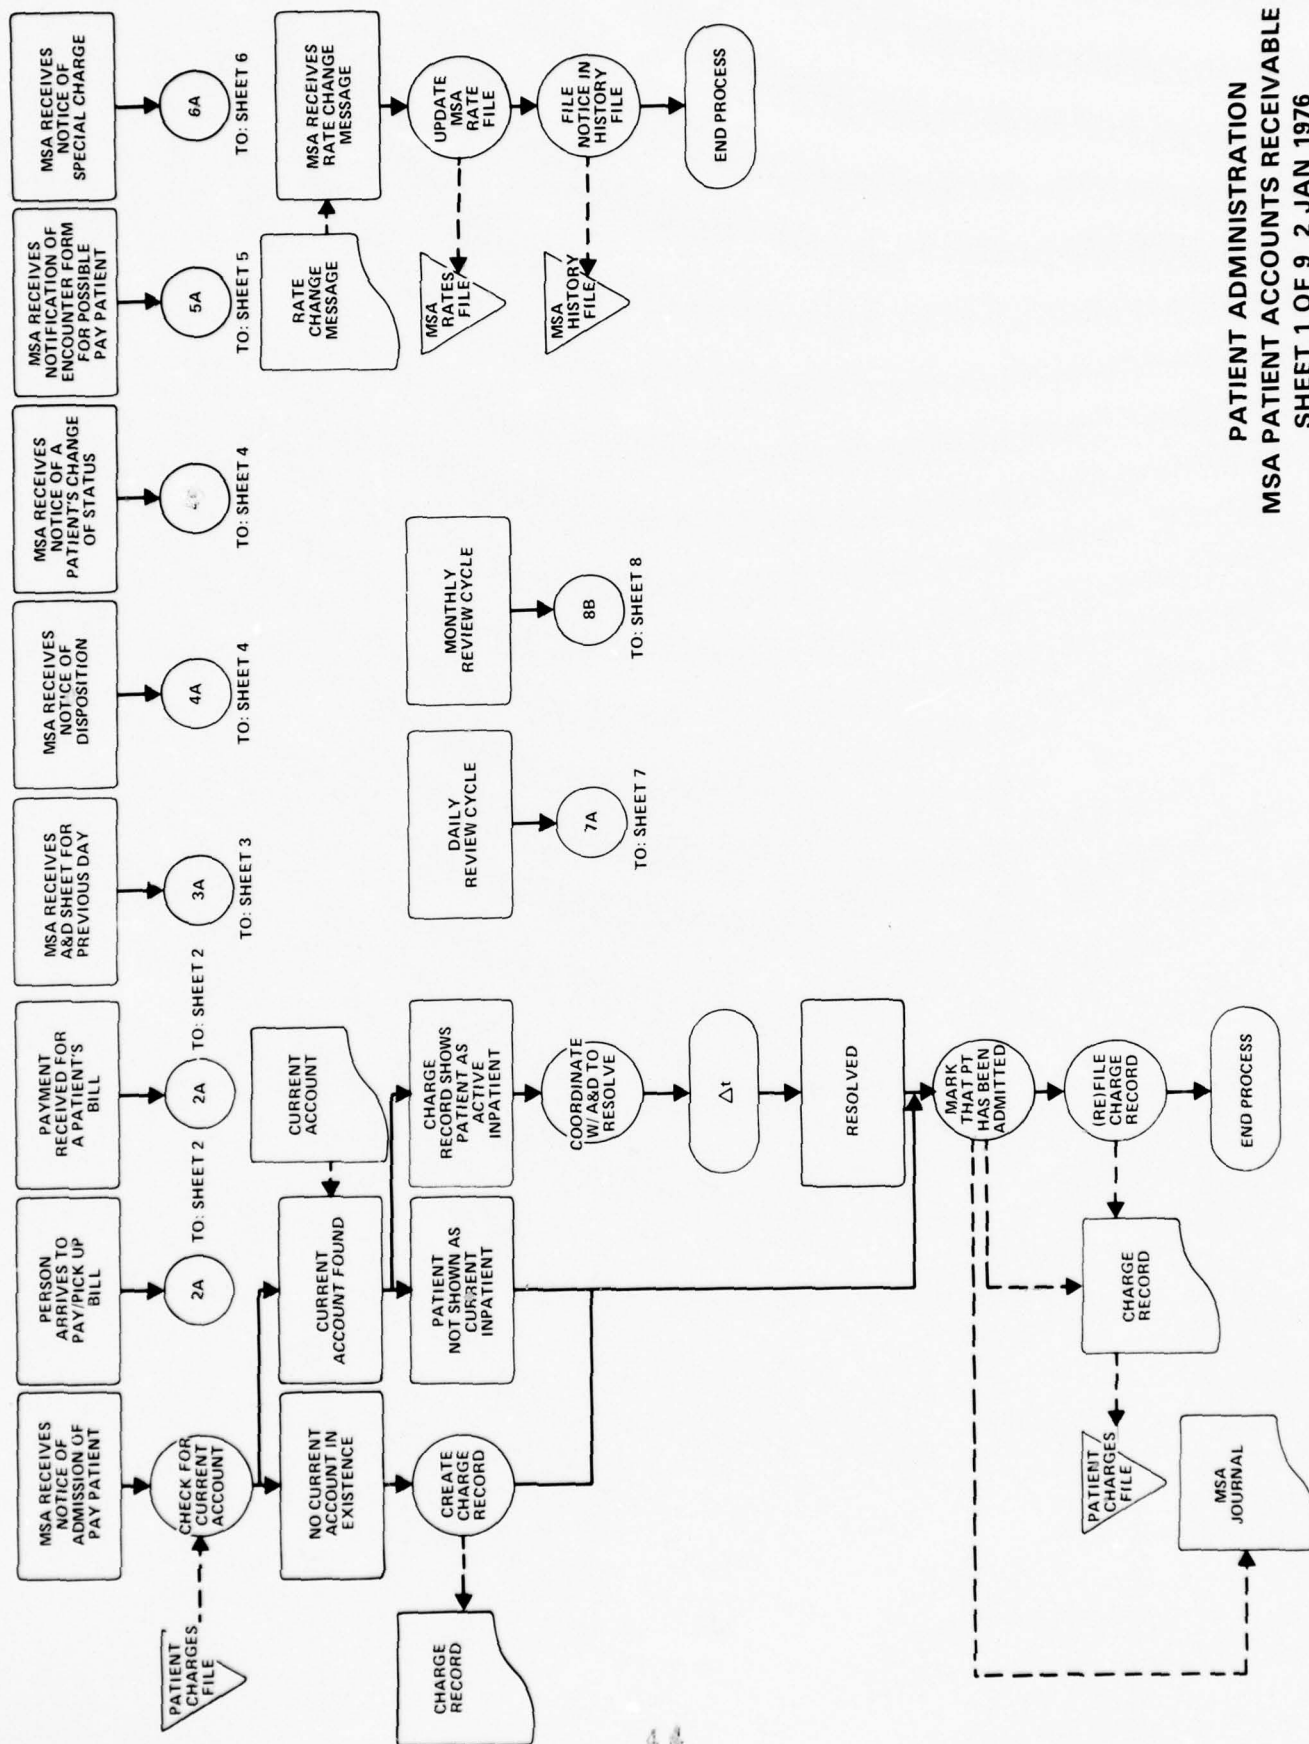 MSA RECEIVES
NOTICE OF
ADMISSION OF
PAY PATIENT
PERSON
ARRIVES TO
PAY/PICK UP
BILL
PAYMENT
RECEIVED FOR
A PATIENT'S
BILL
MSA RECEIVES
A&D SHEET FOR
PREVIOUS DAY
MSA RECEIVES
NOTICE OF
DISPOSITION
MSA RECEIVES
NOTICE OF A
PATIENT'S CHANGE
OF STATUS
MSA RECEIVES
NOTIFICATION OF
ENCOUNTER FORM
FOR POSSIBLE
PAY PATIENT
MSA RECEIVES
NOTICE OF
SPECIAL CHARGE
PATIENT
CHARGES
FILE
CHECK FOR
CURRENT
ACCOUNT
2A
TO: SHEET 2
2A
TO: SHEET 2
3A
TO: SHEET 3
4A
TO: SHEET 4
TO: SHEET 4
5A
TO: SHEET 5
6A
TO: SHEET 6
NO CURRENT
ACCOUNT IN
EXISTENCE
CURRENT
ACCOUNT FOUND
CURRENT
ACCOUNT
RATE
CHANGE
MESSAGE
MSA RECEIVES
RATE CHANGE
MESSAGE
CHARGE
RECORD
CREATE
CHARGE
RECORD
PATIENT
NOT SHOWN AS
CURRENT
INPATIENT
CHARGE
RECORD SHOWS
PATIENT AS
ACTIVE
INPATIENT
DAILY
REVIEW CYCLE
MONTHLY
REVIEW CYCLE
MSA
RATES
FILE
UPDATE
MSA
RATE
FILE
COORDINATE
W/ A&D TO
RESOLVE
7A
TO: SHEET 7
8B
TO: SHEET 8
MSA
HISTORY
FILE
FILE
NOTICE IN
HISTORY
FILE
Δt
END PROCESS
RESOLVED
MARK
THAT PT
HAS BEEN
ADMITTED
PATIENT
CHARGES
FILE
CHARGE
RECORD
(RE)FILE
CHARGE
RECORD
MSA
JOURNAL
END PROCESS
PATIENT ADMINISTRATION
MSA PATIENT ACCOUNTS RECEIVABLE
SHEET 1 OF 9 2 JAN 1976